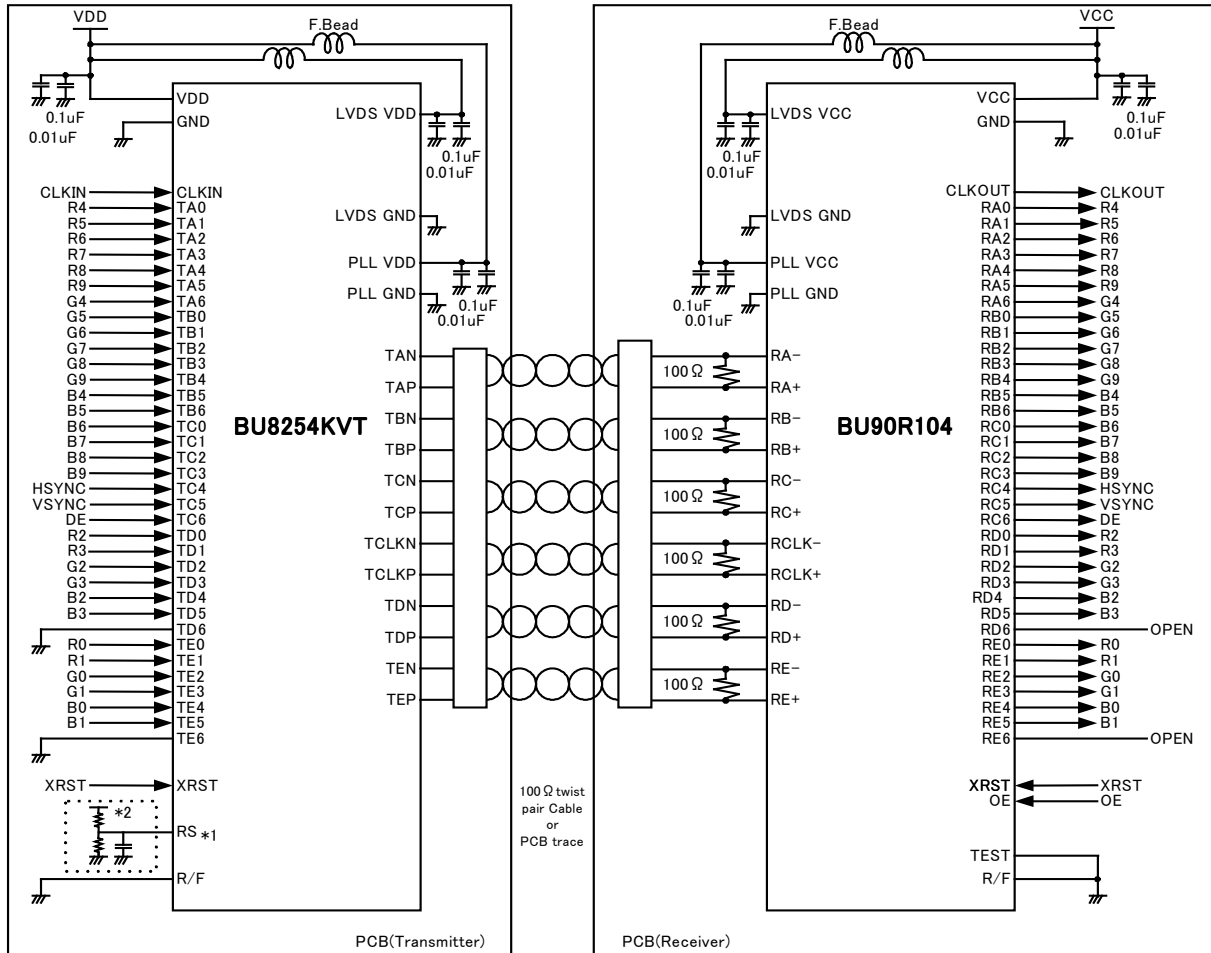 VDD
F.Bead
VDD
GND
0.1uF
0.01uF
LVDS VDD
0.1uF
0.01uF
LVDS GND
PLL VDD
PLL GND
0.1uF
0.01uF
CLKIN CLKIN
R4 TA0
R5 TA1
R6 TA2
R7 TA3
R8 TA4
R9 TA5
G4 TA6
G5 TB0
G6 TB1
G7 TB2
G8 TB3
G9 TB4
B4 TB5
B5 TB6
B6 TC0
B7 TC1
B8 TC2
B9 TC3
HSYNC TC4
VSYNC TC5
DE TC6
R2 TD0
R3 TD1
G2 TD2
G3 TD3
B2 TD4
B3 TD5
TD6
R0 TE0
R1 TE1
G0 TE2
G1 TE3
B0 TE4
B1 TE5
TE6
XRST XRST
*2
RS *1
R/F
BU8254KVT
TAN
TAP
TBN
TBP
TCN
TCP
TCLKN
TCLKP
TDN
TDP
TEN
TEP
PCB(Transmitter)
100Ω twist
pair Cable
or
PCB trace
VCC
F.Bead
VCC
GND
0.1uF
0.01uF
LVDS VCC
0.1uF
0.01uF
LVDS GND
PLL VCC
PLL GND
0.1uF
0.01uF
100Ω
RA-
RA+
100Ω
RB-
RB+
100Ω
RC-
RC+
100Ω
RCLK-
RCLK+
100Ω
RD-
RD+
100Ω
RE-
RE+
BU90R104
CLKOUT CLKOUT
RA0 R4
RA1 R5
RA2 R6
RA3 R7
RA4 R8
RA5 R9
RA6 G4
RB0 G5
RB1 G6
RB2 G7
RB3 G8
RB4 G9
RB5 B4
RB6 B5
RC0 B6
RC1 B7
RC2 B8
RC3 B9
RC4 HSYNC
RC5 VSYNC
RC6 DE
RD0 R2
RD1 R3
RD2 G2
RD3 G3
RD4 B2
RD5 B3
RD6 OPEN
RE0 R0
RE1 R1
RE2 G0
RE3 G1
RE4 B0
RE5 B1
RE6 OPEN
XRST XRST
OE OE
TEST
R/F
PCB(Receiver)